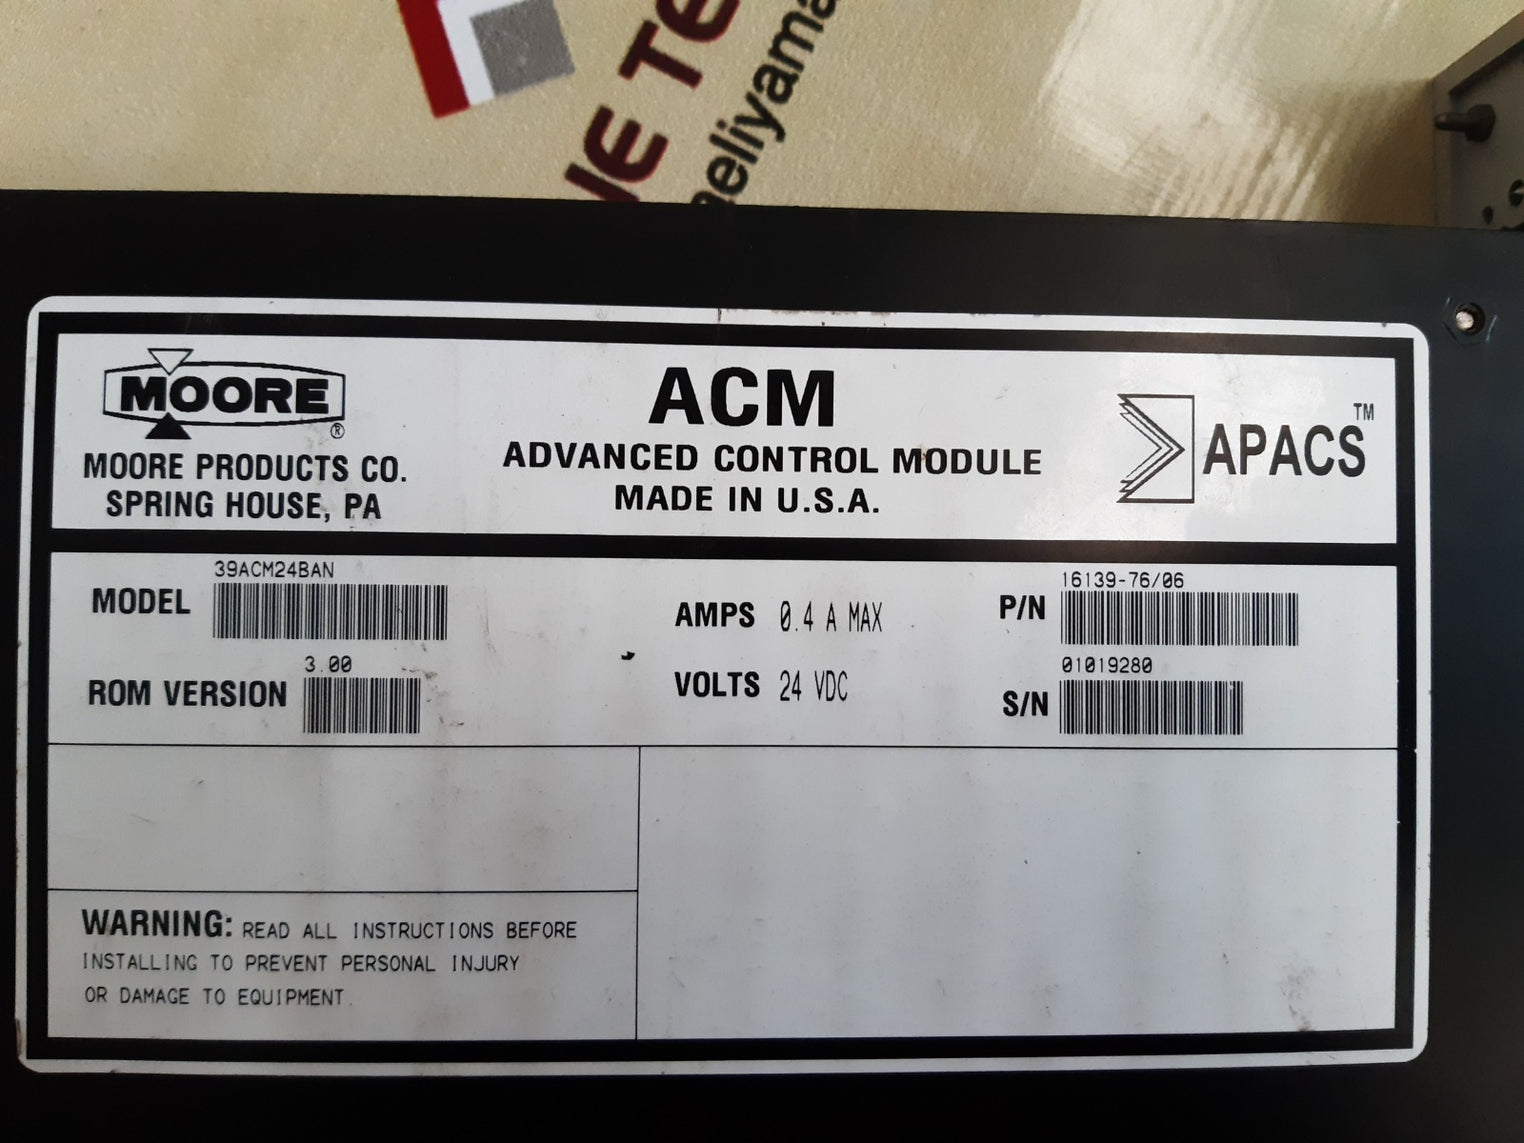 MOORE®
MOORE PRODUCTS CO.
SPRING HOUSE, PA
ACM
ADVANCED CONTROL MODULE
MADE IN U.S.A.
APACS™
MODEL 39ACM24BAN
ROM VERSION 3.00
AMPS 0.4 A MAX
VOLTS 24 VDC
P/N 16139-76/06
S/N 01019280
WARNING: READ ALL INSTRUCTIONS BEFORE
INSTALLING TO PREVENT PERSONAL INJURY
OR DAMAGE TO EQUIPMENT.